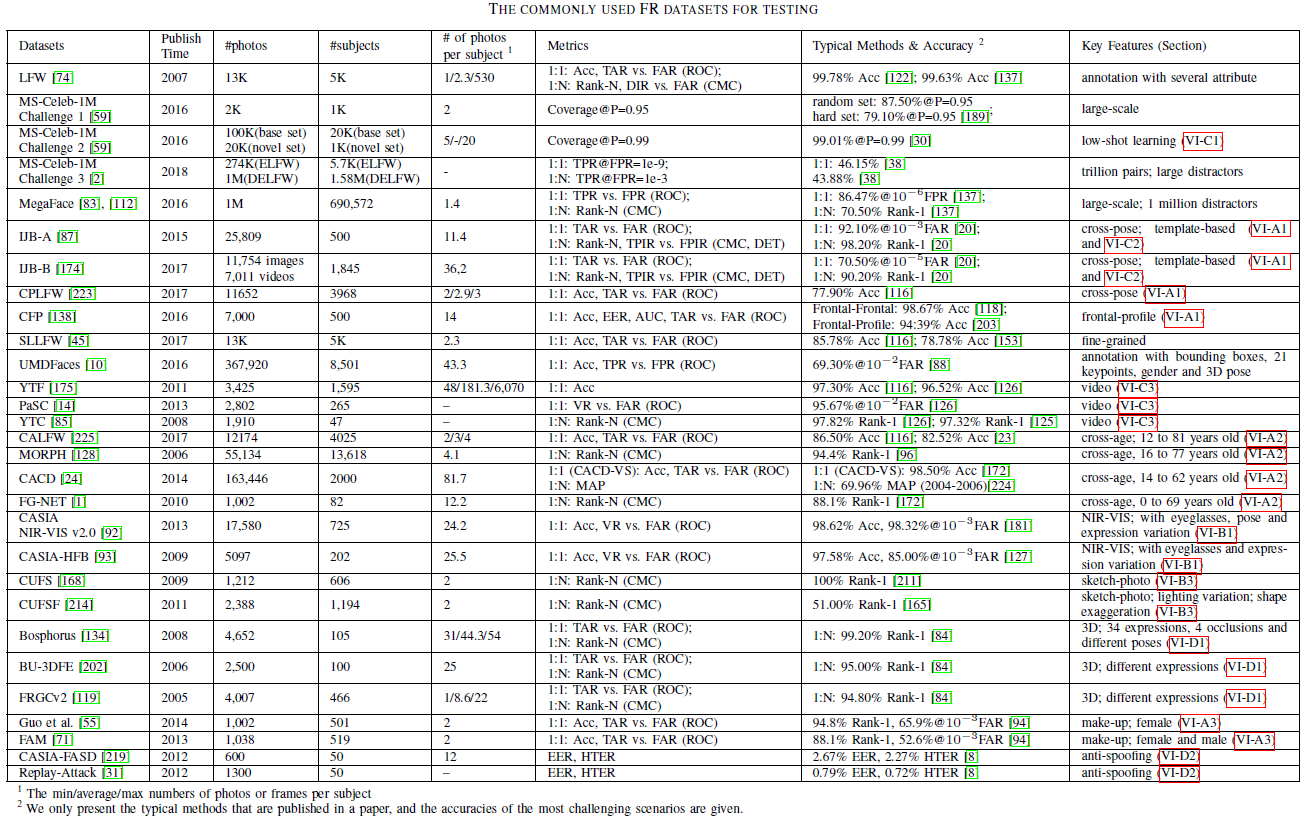 THE COMMONLY USED FR DATASETS FOR TESTING
Datasets | Publish Time | #photos | #subjects | # of photos per subject 1 | Metrics | Typical Methods & Accuracy 2 | Key Features (Section)
LFW [74] | 2007 | 13K | 5K | 1/2.3/530 | 1:1: Acc, TAR vs. FAR (ROC); 1:N: Rank-N, DIR vs. FAR (CMC) | 99.78% Acc [122]; 99.63% Acc [137] | annotation with several attribute
MS-Celeb-1M Challenge 1 [59] | 2016 | 2K | 1K | 2 | Coverage@P=0.95 | random set: 87.50%@P=0.95 hard set: 79.10%@P=0.95 [189]; | large-scale
MS-Celeb-1M Challenge 2 [59] | 2016 | 100K(base set) 20K(novel set) | 20K(base set) 1K(novel set) | 5/-/20 | Coverage@P=0.99 | 99.01%@P=0.99 [30] | low-shot learning (VI-C1)
MS-Celeb-1M Challenge 3 [2] | 2018 | 274K(ELFW) 1M(DELFW) | 5.7K(ELFW) 1.58M(DELFW) | - | 1:1: TPR@FPR=1e-9; 1:N: TPR@FPR=1e-3 | 1:1: 46.15% [38] 43.88% [38] | trillion pairs; large distractors
MegaFace [83], [112] | 2016 | 1M | 690,572 | 1.4 | 1:1: TPR vs. FPR (ROC); 1:N: Rank-N (CMC) | 1:1: 86.47%@10−6FPR [137]; 1:N: 70.50% Rank-1 [137] | large-scale; 1 million distractors
IJB-A [87] | 2015 | 25,809 | 500 | 11.4 | 1:1: TAR vs. FAR (ROC); 1:N: Rank-N, TPIR vs. FPIR (CMC, DET) | 1:1: 92.10%@10−3FAR [20]; 1:N: 98.20% Rank-1 [20] | cross-pose; template-based (VI-A1 and VI-C2)
IJB-B [174] | 2017 | 11,754 images 7,011 videos | 1,845 | 36,2 | 1:1: TAR vs. FAR (ROC); 1:N: Rank-N, TPIR vs. FPIR (CMC, DET) | 1:1: 70.50%@10−5FAR [20]; 1:N: 90.20% Rank-1 [20] | cross-pose; template-based (VI-A1 and VI-C2)
CPLFW [223] | 2017 | 11652 | 3968 | 2/2.9/3 | 1:1: Acc, TAR vs. FAR (ROC) | 77.90% Acc [116] | cross-pose (VI-A1)
CFP [138] | 2016 | 7,000 | 500 | 14 | 1:1: Acc, EER, AUC, TAR vs. FAR (ROC) | Frontal-Frontal: 98.67% Acc [118]; Frontal-Profile: 94:39% Acc [203] | frontal-profile (VI-A1)
SLLFW [45] | 2017 | 13K | 5K | 2.3 | 1:1: Acc, TAR vs. FAR (ROC) | 85.78% Acc [116]; 78.78% Acc [153] | fine-grained
UMDFaces [10] | 2016 | 367,920 | 8,501 | 43.3 | 1:1: Acc, TPR vs. FPR (ROC) | 69.30%@10−2FAR [88] | annotation with bounding boxes, 21 keypoints, gender and 3D pose
YTF [175] | 2011 | 3,425 | 1,595 | 48/181.3/6,070 | 1:1: Acc | 97.30% Acc [116]; 96.52% Acc [126] | video (VI-C3)
PaSC [14] | 2013 | 2,802 | 265 | – | 1:1: VR vs. FAR (ROC) | 95.67%@10−2FAR [126] | video (VI-C3)
YTC [85] | 2008 | 1,910 | 47 | – | 1:N: Rank-N (CMC) | 97.82% Rank-1 [126]; 97.32% Rank-1 [125] | video (VI-C3)
CALFW [225] | 2017 | 12174 | 4025 | 2/3/4 | 1:1: Acc, TAR vs. FAR (ROC) | 86.50% Acc [116]; 82.52% Acc [23] | cross-age; 12 to 81 years old (VI-A2)
MORPH [128] | 2006 | 55,134 | 13,618 | 4.1 | 1:N: Rank-N (CMC) | 94.4% Rank-1 [96] | cross-age, 16 to 77 years old (VI-A2)
CACD [24] | 2014 | 163,446 | 2000 | 81.7 | 1:1 (CACD-VS): Acc, TAR vs. FAR (ROC) 1:N: MAP | 1:1 (CACD-VS): 98.50% Acc [172] 1:N: 69.96% MAP (2004-2006)[224] | cross-age, 14 to 62 years old (VI-A2)
FG-NET [1] | 2010 | 1,002 | 82 | 12.2 | 1:N: Rank-N (CMC) | 88.1% Rank-1 [172] | cross-age, 0 to 69 years old (VI-A2)
CASIA NIR-VIS v2.0 [92] | 2013 | 17,580 | 725 | 24.2 | 1:1: Acc, VR vs. FAR (ROC) | 98.62% Acc, 98.32%@10−3FAR [181] | NIR-VIS; with eyeglasses, pose and expression variation (VI-B1)
CASIA-HFB [93] | 2009 | 5097 | 202 | 25.5 | 1:1: Acc, VR vs. FAR (ROC) | 97.58% Acc, 85.00%@10−3FAR [127] | NIR-VIS; with eyeglasses and expression variation (VI-B1)
CUFS [168] | 2009 | 1,212 | 606 | 2 | 1:N: Rank-N (CMC) | 100% Rank-1 [211] | sketch-photo (VI-B3)
CUFSF [214] | 2011 | 2,388 | 1,194 | 2 | 1:N: Rank-N (CMC) | 51.00% Rank-1 [165] | sketch-photo; lighting variation; shape exaggeration (VI-B3)
Bosphorus [134] | 2008 | 4,652 | 105 | 31/44.3/54 | 1:1: TAR vs. FAR (ROC); 1:N: Rank-N (CMC) | 1:N: 99.20% Rank-1 [84] | 3D; 34 expressions, 4 occlusions and different poses (VI-D1)
BU-3DFE [202] | 2006 | 2,500 | 100 | 25 | 1:1: TAR vs. FAR (ROC); 1:N: Rank-N (CMC) | 1:N: 95.00% Rank-1 [84] | 3D; different expressions (VI-D1)
FRGCv2 [119] | 2005 | 4,007 | 466 | 1/8.6/22 | 1:1: TAR vs. FAR (ROC); 1:N: Rank-N (CMC) | 1:N: 94.80% Rank-1 [84] | 3D; different expressions (VI-D1)
Guo et al. [55] | 2014 | 1,002 | 501 | 2 | 1:1: Acc, TAR vs. FAR (ROC) | 94.8% Rank-1, 65.9%@10−3FAR [94] | make-up; female (VI-A3)
FAM [71] | 2013 | 1,038 | 519 | 2 | 1:1: Acc, TAR vs. FAR (ROC) | 88.1% Rank-1, 52.6%@10−3FAR [94] | make-up; female and male (VI-A3)
CASIA-FASD [219] | 2012 | 600 | 50 | 12 | EER, HTER | 2.67% EER, 2.27% HTER [8] | anti-spoofing (VI-D2)
Replay-Attack [31] | 2012 | 1300 | 50 | – | EER, HTER | 0.79% EER, 0.72% HTER [8] | anti-spoofing (VI-D2)
1 The min/average/max numbers of photos or frames per subject
2 We only present the typical methods that are published in a paper, and the accuracies of the most challenging scenarios are given.